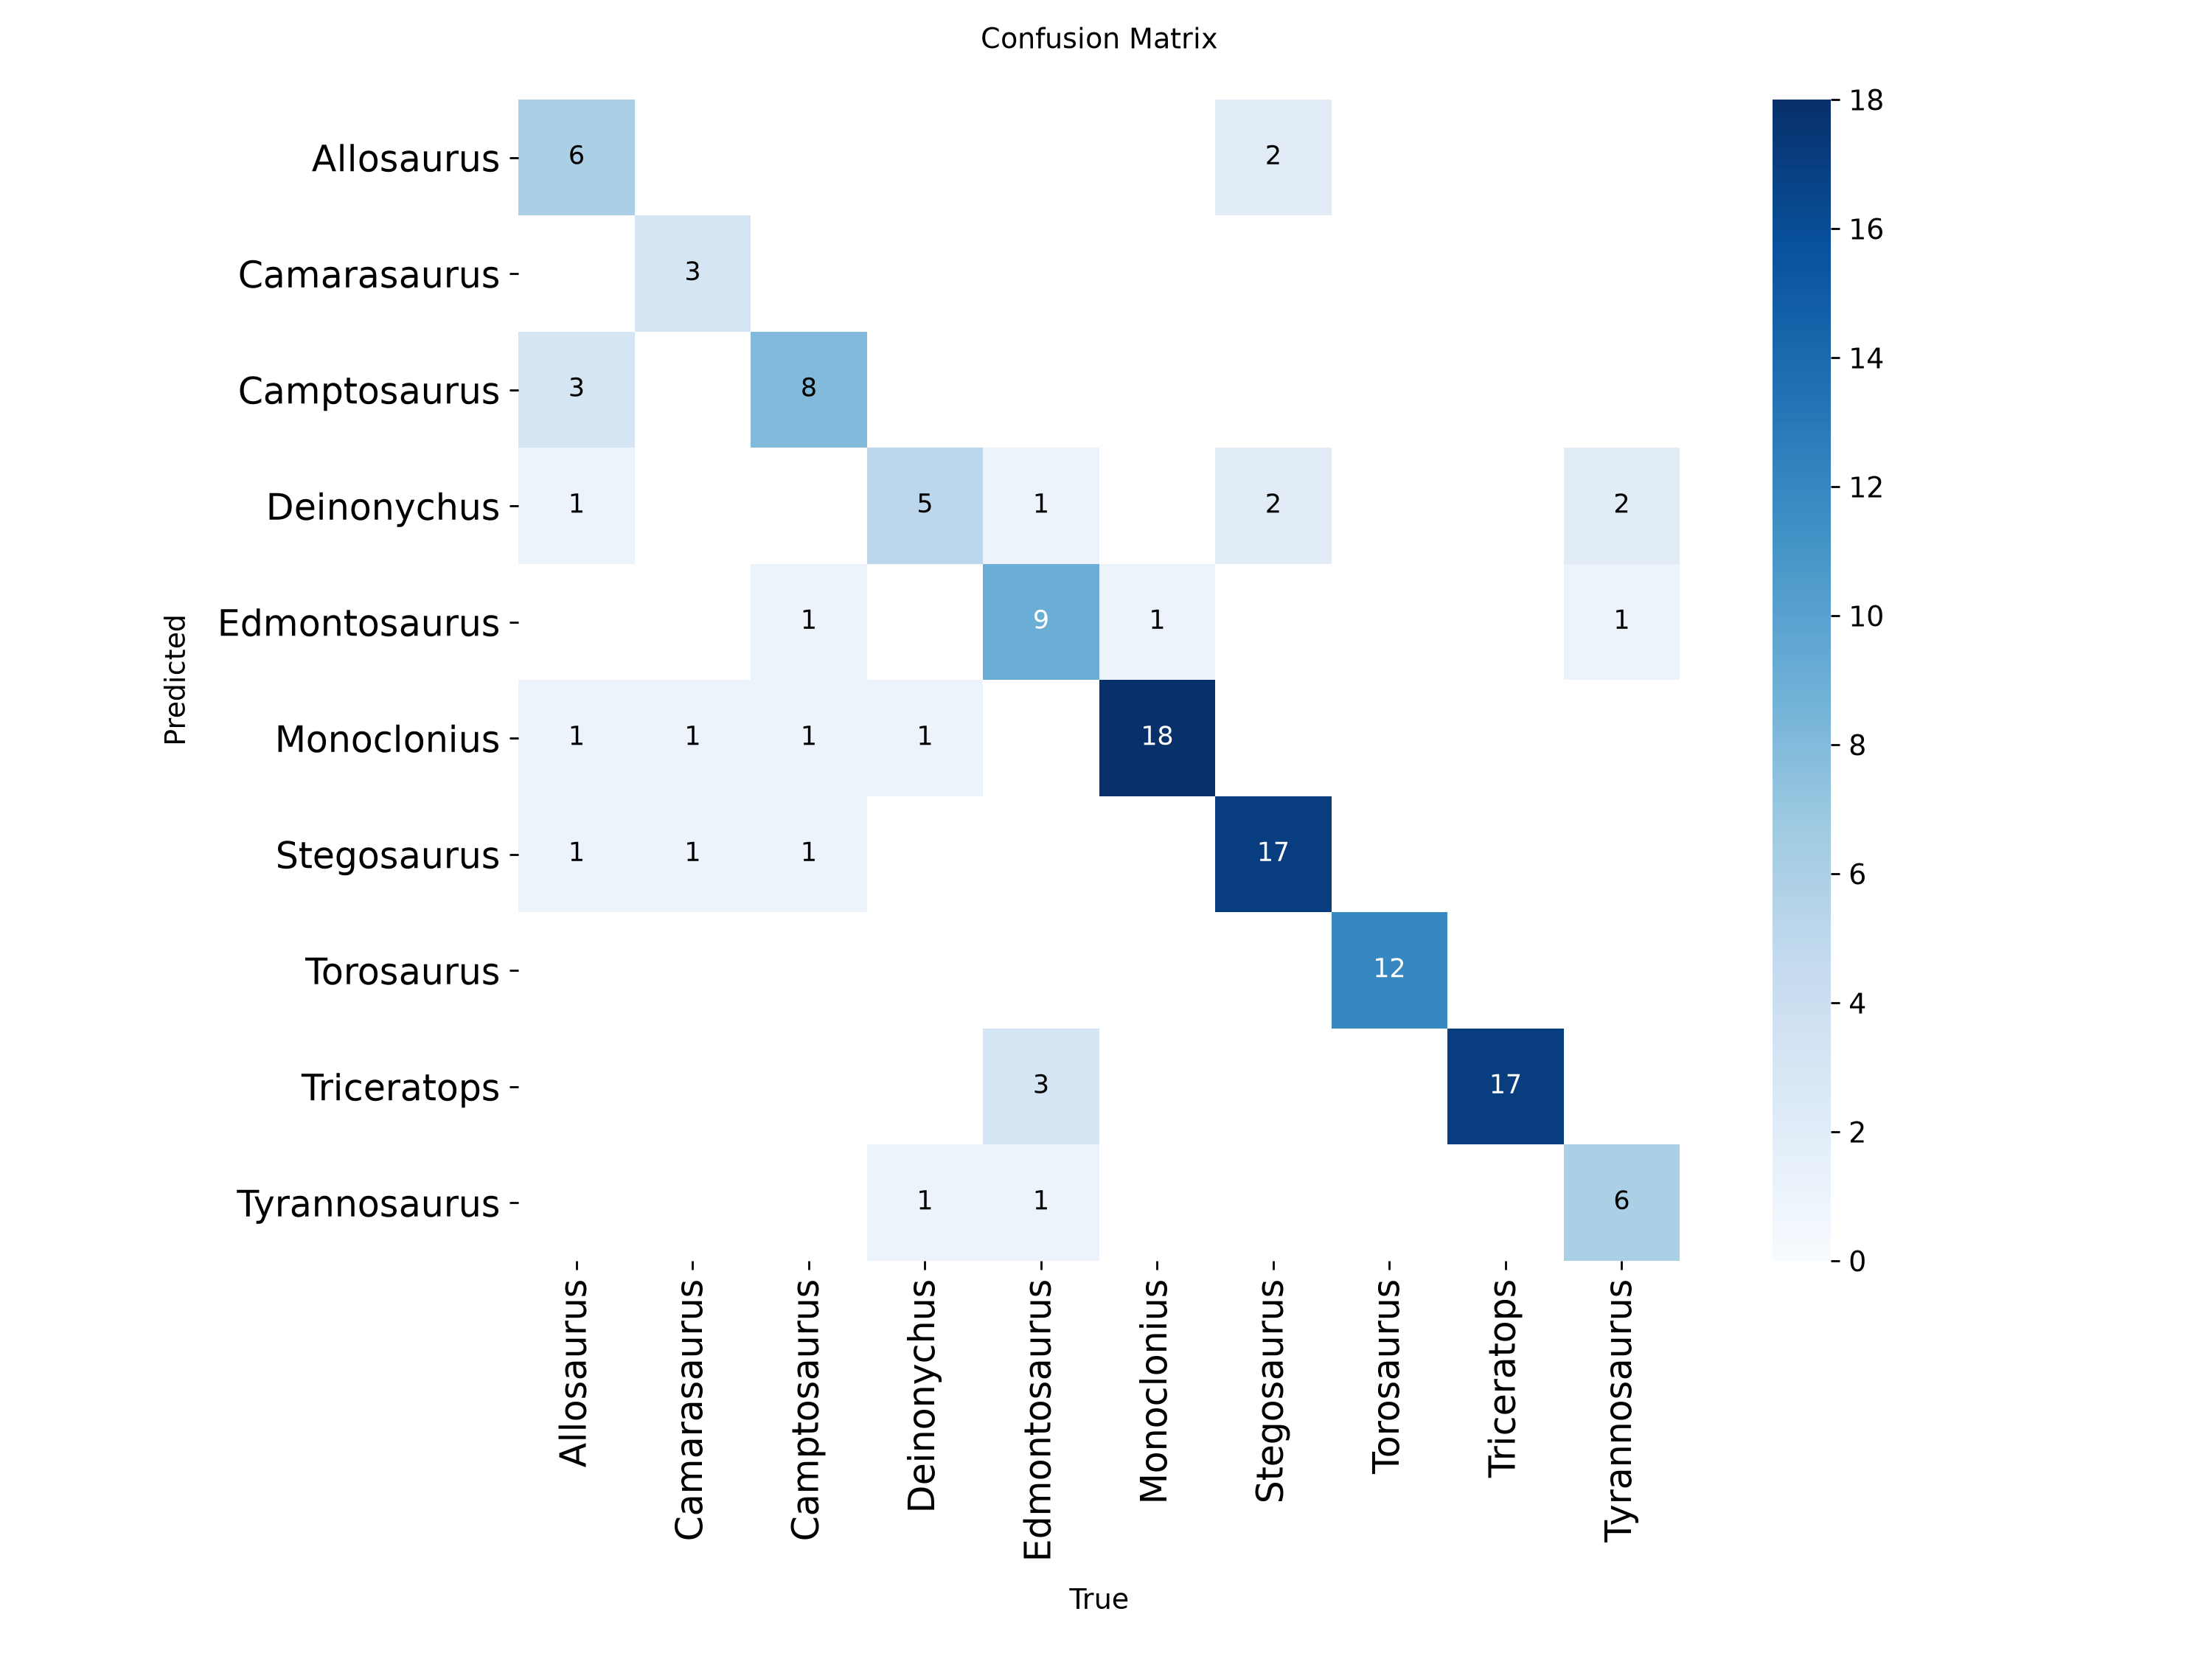 Confusion Matrix
Allosaurus 6 2
Camarasaurus 3
Camptosaurus 3 8
Deinonychus 1 5 1 2 2
Edmontosaurus 1 9 1 1
Monoclonius 1 1 1 1 18
Stegosaurus 1 1 1 17
Torosaurus 12
Triceratops 3 17
Tyrannosaurus 1 1 6
Predicted
Allosaurus
Camarasaurus
Camptosaurus
Deinonychus
Edmontosaurus
Monoclonius
Stegosaurus
Torosaurus
Triceratops
Tyrannosaurus
True
18
16
14
12
10
8
6
4
2
0